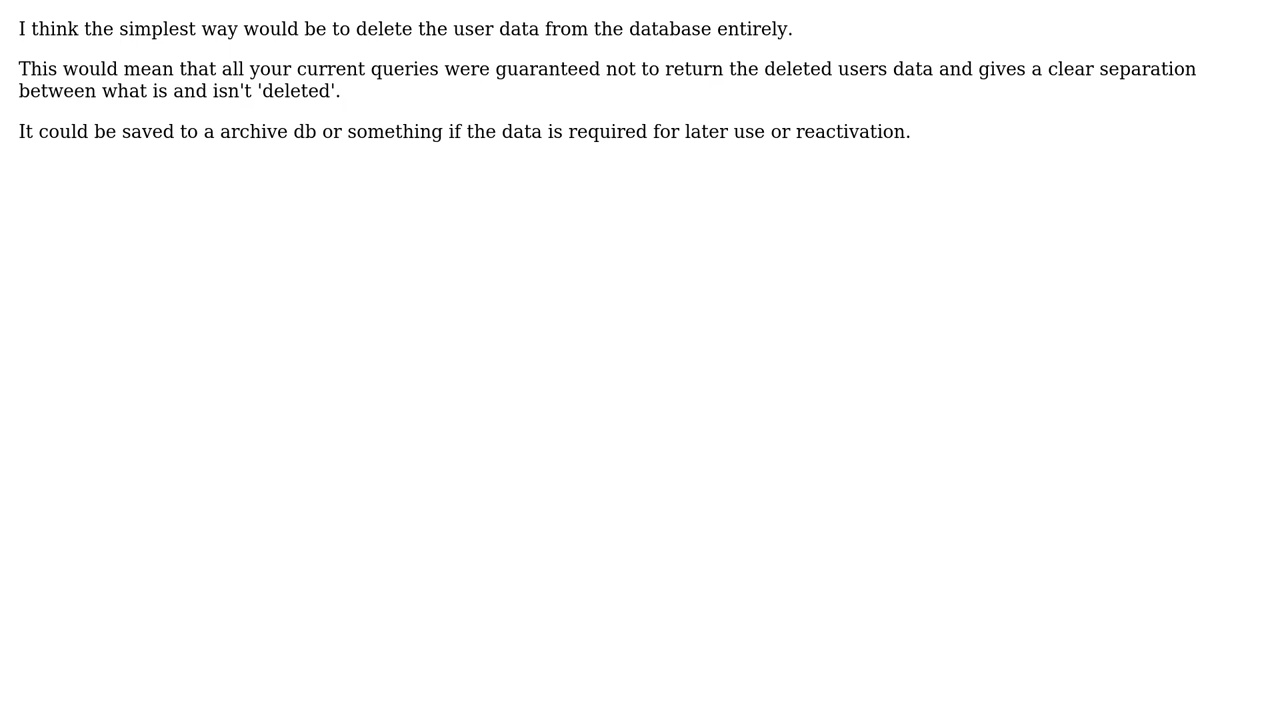 I think the simplest way would be to delete the user data from the database entirely.
This would mean that all your current queries were guaranteed not to return the deleted users data and gives a clear separation
between what is and isn't 'deleted'.
It could be saved to a archive db or something if the data is required for later use or reactivation.